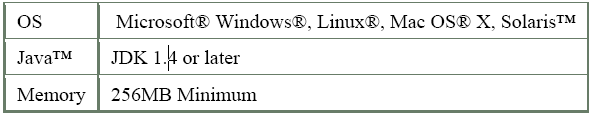 OS Microsoft® Windows®, Linux®, Mac OS® X, Solaris™
Java™ JDK 1.4 or later
Memory 256MB Minimum